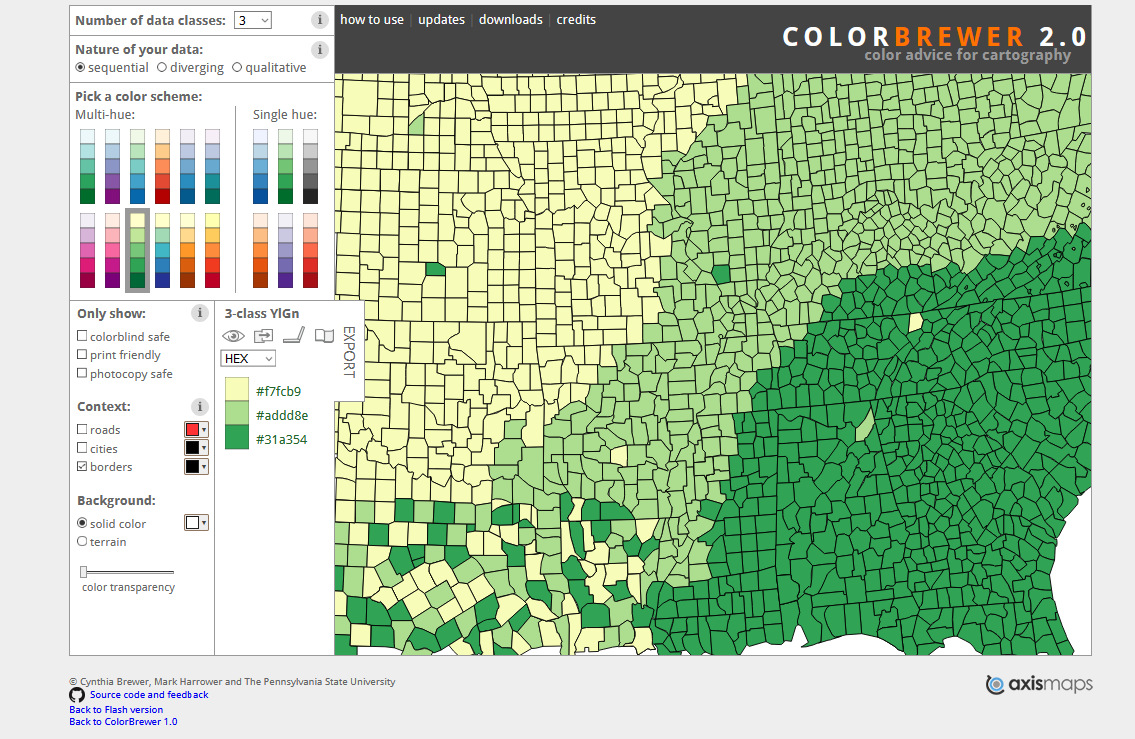 Number of data classes: 3 i
how to use | updates | downloads | credits
COLORBREWER 2.0
color advice for cartography
Nature of your data: i
sequential diverging qualitative
Pick a color scheme:
Multi-hue: Single hue:
Only show: i
colorblind safe
print friendly
photocopy safe
Context: i
roads
cities
borders
Background:
solid color
terrain
color transparency
3-class YlGn
EXPORT
HEX
#f7fcb9
#addd8e
#31a354
© Cynthia Brewer, Mark Harrower and The Pennsylvania State University
Source code and feedback
Back to Flash version
Back to ColorBrewer 1.0
axismaps